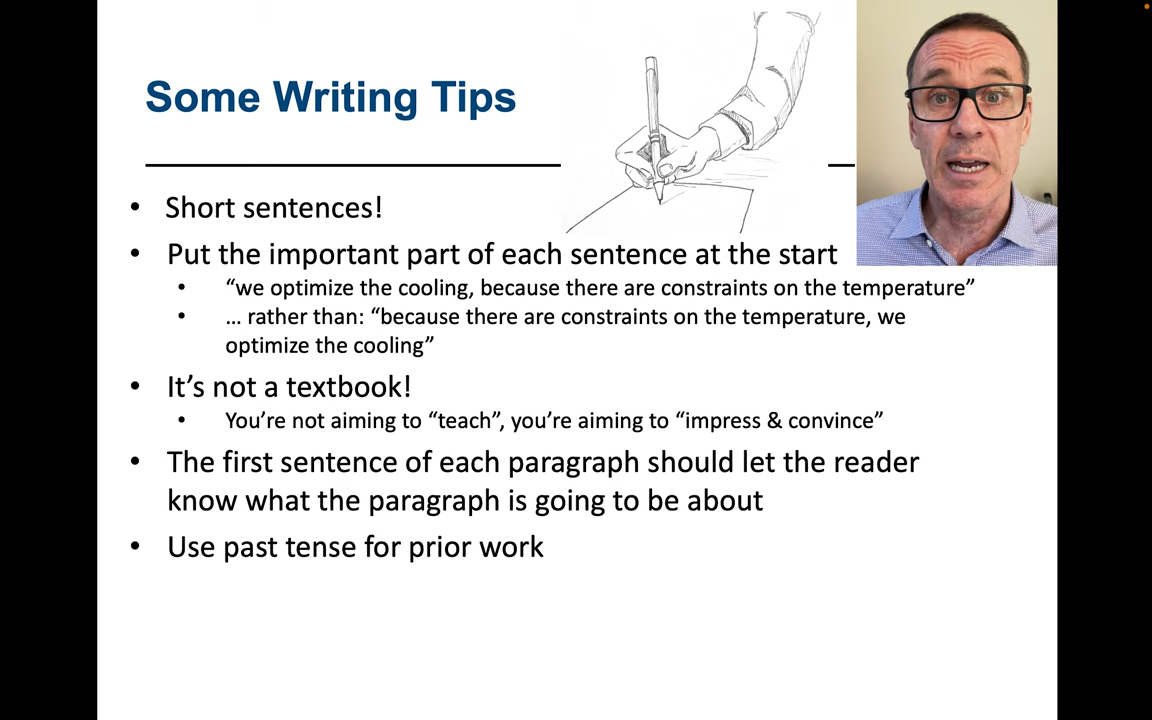 Some Writing Tips
• Short sentences!
• Put the important part of each sentence at the start
• “we optimize the cooling, because there are constraints on the temperature”
• … rather than: “because there are constraints on the temperature, we
optimize the cooling”
• It’s not a textbook!
• You’re not aiming to “teach”, you’re aiming to “impress & convince”
• The first sentence of each paragraph should let the reader
know what the paragraph is going to be about
• Use past tense for prior work